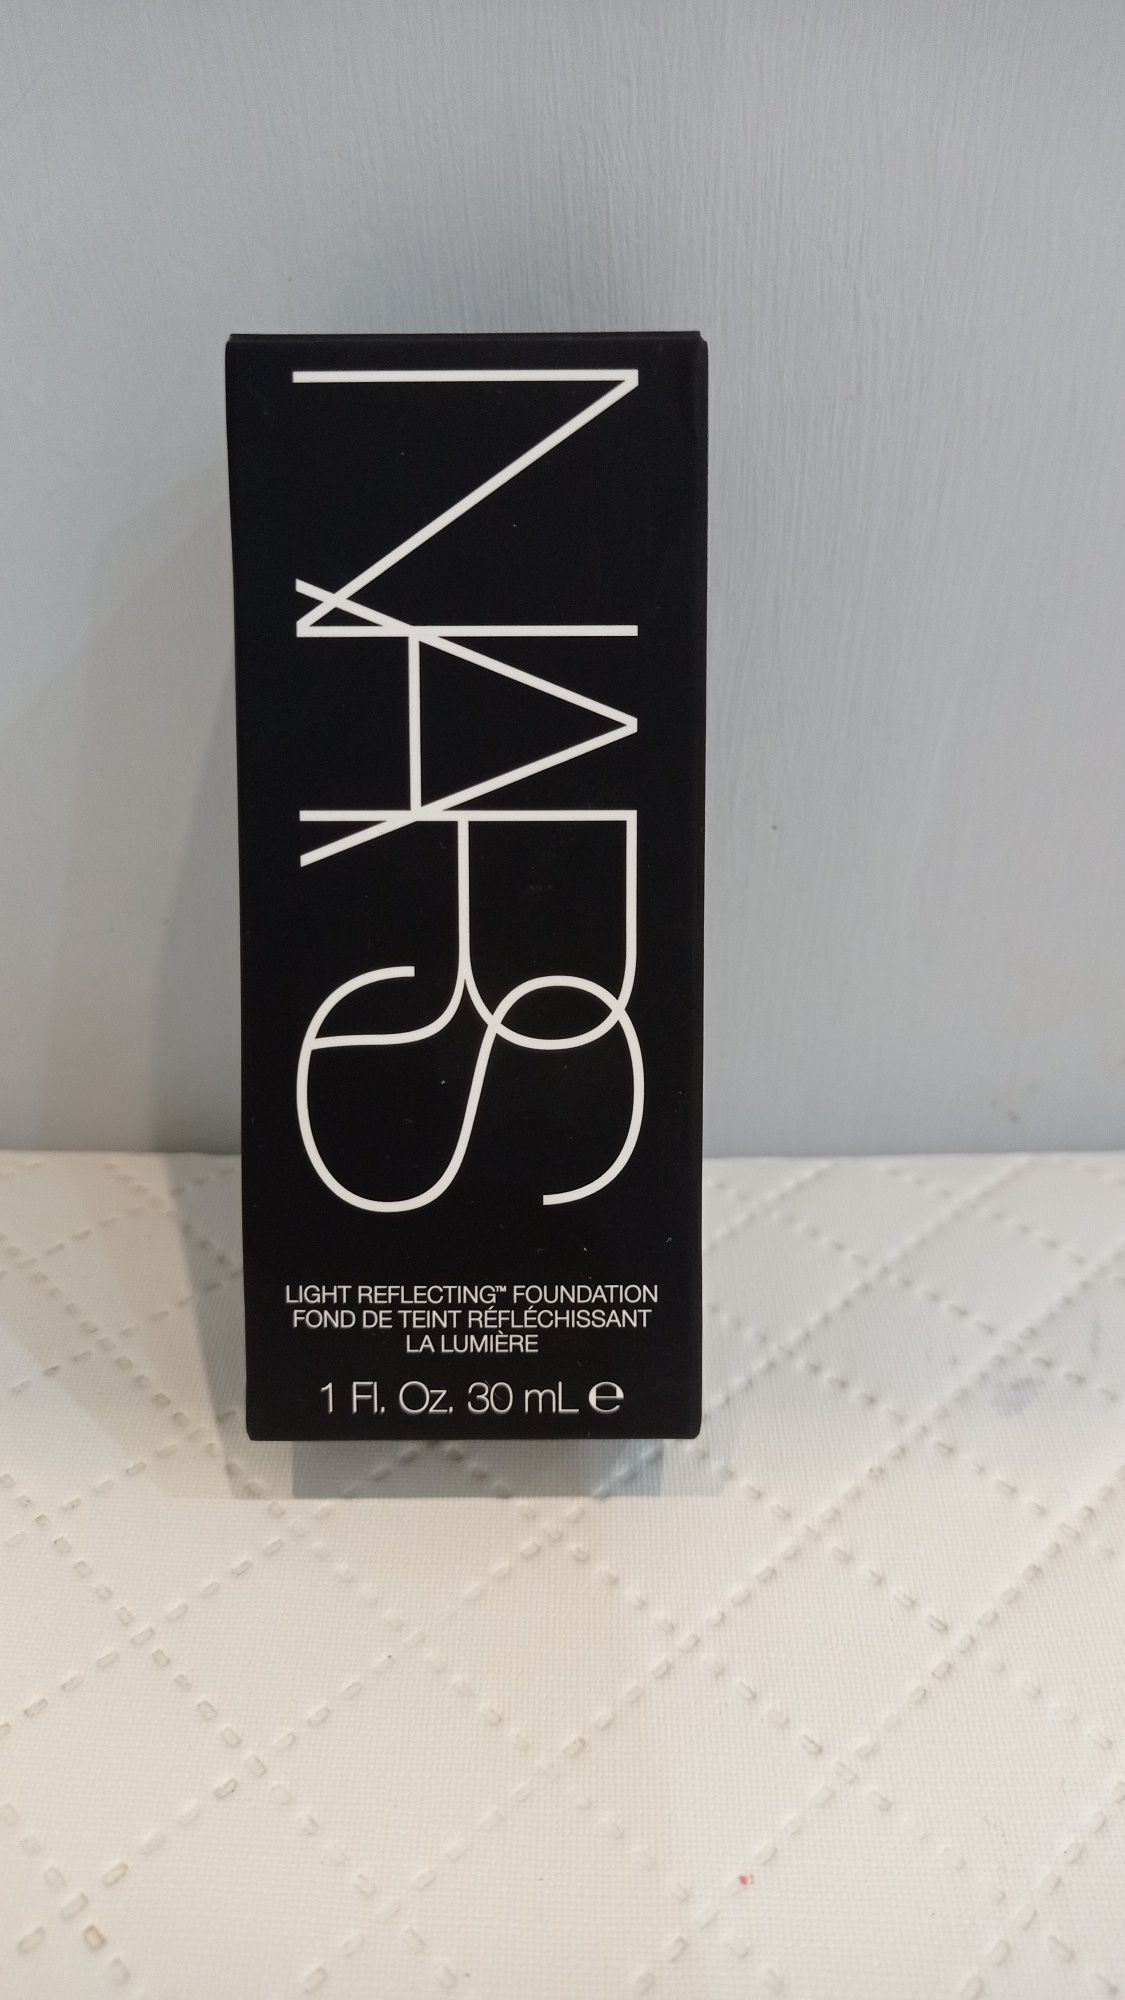 NARS
LIGHT REFLECTING™ FOUNDATION
FOND DE TEINT RÉFLÉCHISSANT
LA LUMIÈRE
1 Fl. Oz. 30 mL ℮